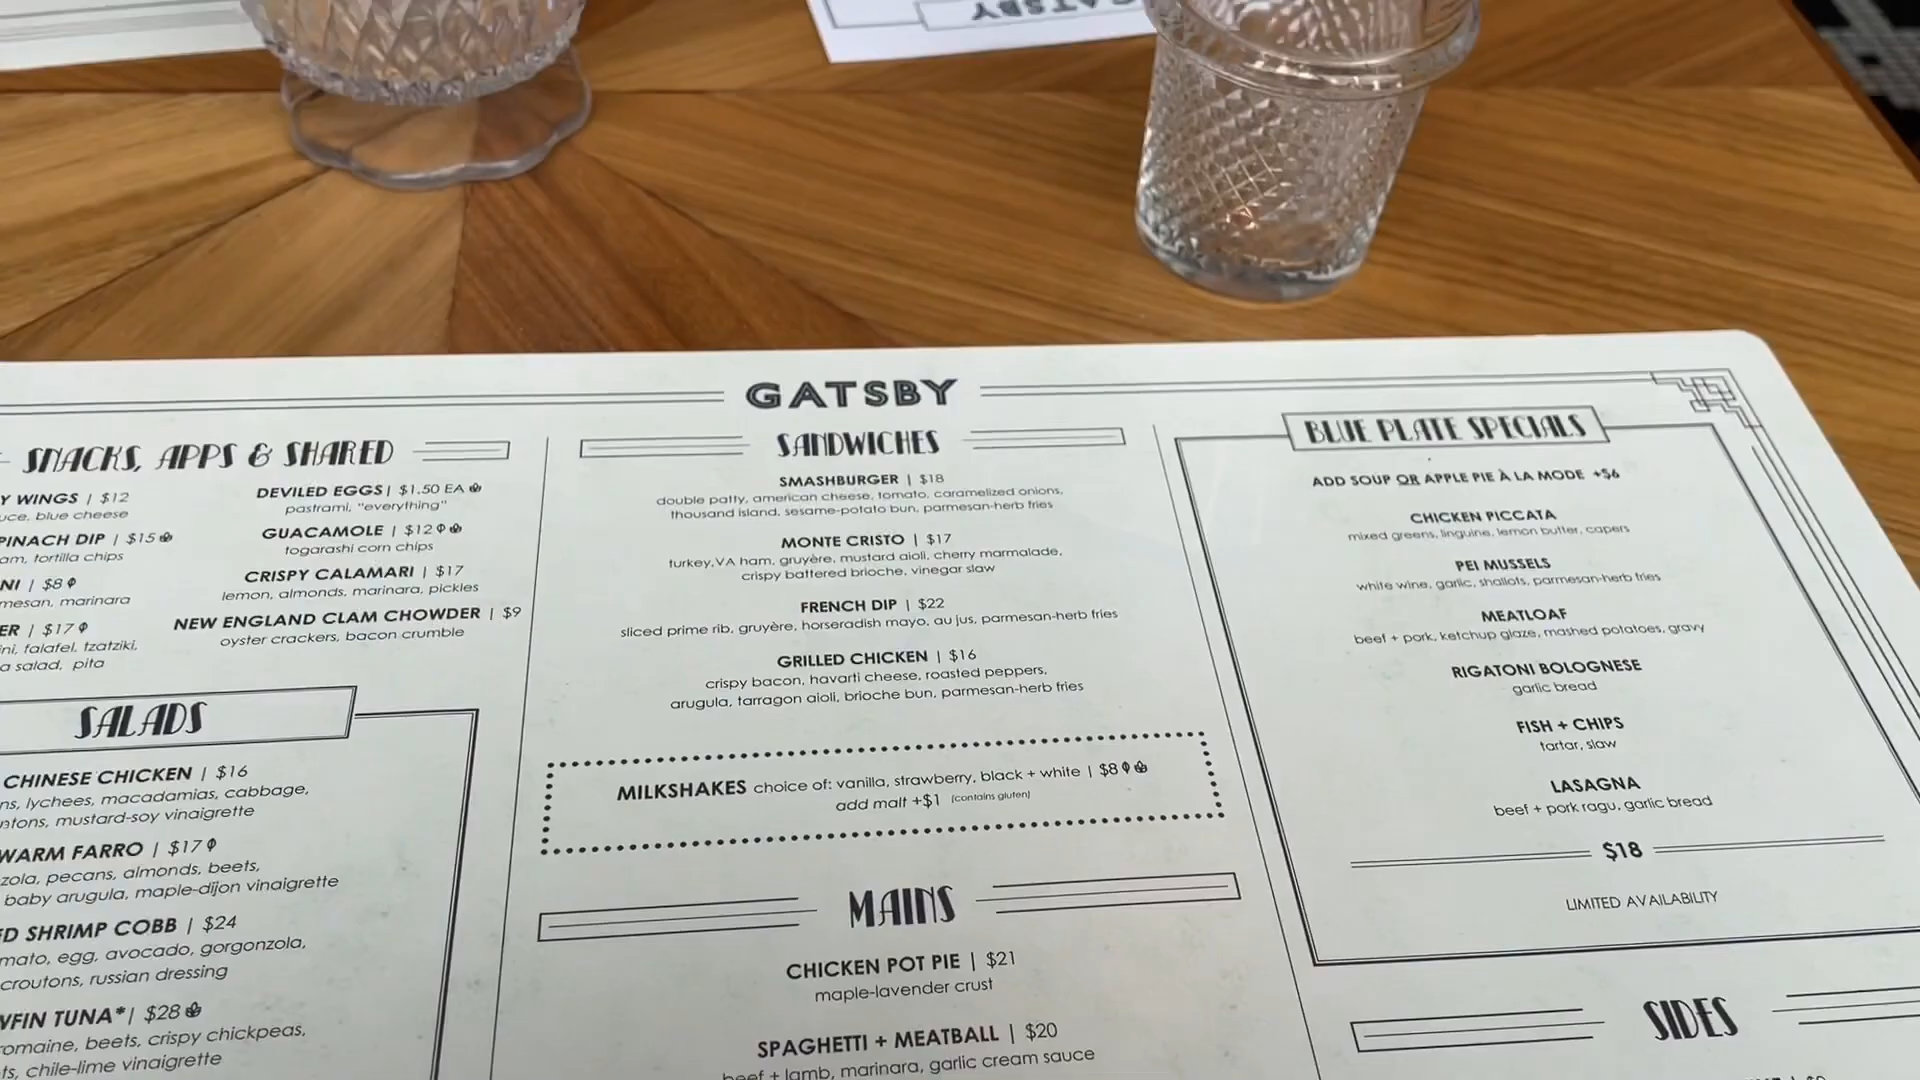 GATSBY
GATSBY
SNACKS, APPS & SHARED
WINGS | $12
blue cheese
DIP | $15
tortilla chips
| $8
marinara
| $17
falafel, tzatziki,
salad, pita
DEVILED EGGS | $1.50 EA
pastrami, "everything"
GUACAMOLE | $12
togarashi corn chips
CRISPY CALAMARI | $17
lemon, almonds, marinara, pickles
NEW ENGLAND CLAM CHOWDER | $9
oyster crackers, bacon crumble
SALADS
CHINESE CHICKEN | $16
lychees, macadamias, cabbage,
mustard-soy vinaigrette
WARM FARRO | $17
pecans, almonds, beets,
baby arugula, maple-dijon vinaigrette
SHRIMP COBB | $24
egg, avocado, gorgonzola,
croutons, russian dressing
TUNA* | $28
romaine, beets, crispy chickpeas,
chile-lime vinaigrette
SANDWICHES
SMASHBURGER | $18
double patty, american cheese, tomato, caramelized onions,
thousand island, sesame-potato bun, parmesan-herb fries
MONTE CRISTO | $17
turkey, VA ham, gruyère, mustard aioli, cherry marmalade,
crispy battered brioche, vinegar slaw
FRENCH DIP | $22
sliced prime rib, gruyère, horseradish mayo, au jus, parmesan-herb fries
GRILLED CHICKEN | $16
crispy bacon, havarti cheese, roasted peppers,
arugula, tarragon aioli, brioche bun, parmesan-herb fries
MILKSHAKES choice of: vanilla, strawberry, black + white | $8
add malt +$1 (contains gluten)
MAINS
CHICKEN POT PIE | $21
maple-lavender crust
SPAGHETTI + MEATBALL | $20
beef + lamb, marinara, garlic cream sauce
BLUE PLATE SPECIALS
ADD SOUP OR APPLE PIE À LA MODE +$6
CHICKEN PICCATA
mixed greens, linguine, lemon butter, capers
PEI MUSSELS
white wine, garlic, shallots, parmesan-herb fries
MEATLOAF
beef + pork, ketchup glaze, mashed potatoes, gravy
RIGATONI BOLOGNESE
garlic bread
FISH + CHIPS
tartar, slaw
LASAGNA
beef + pork ragu, garlic bread
$18
LIMITED AVAILABILITY
SIDES